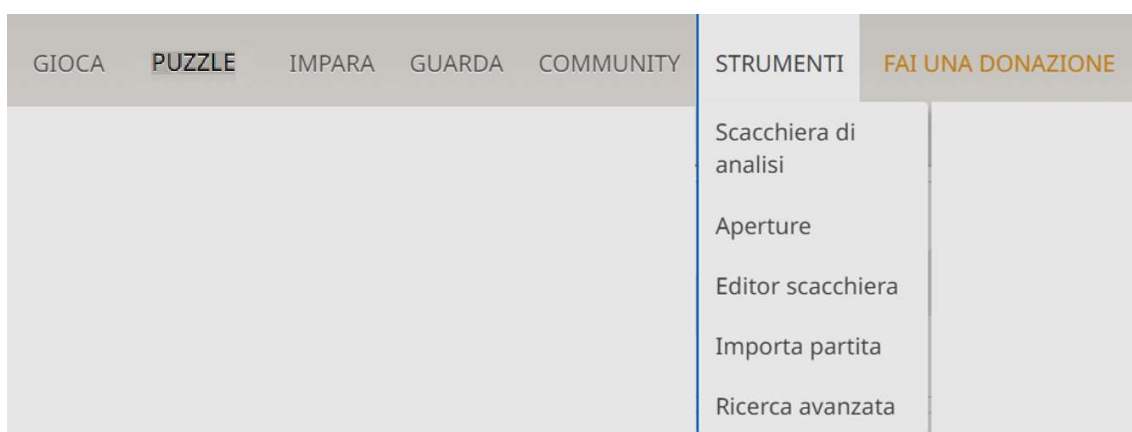 GIOCA PUZZLE IMPARA GUARDA COMMUNITY STRUMENTI FAI UNA DONAZIONE
Scacchiera di
analisi
Aperture
Editor scacchiera
Importa partita
Ricerca avanzata